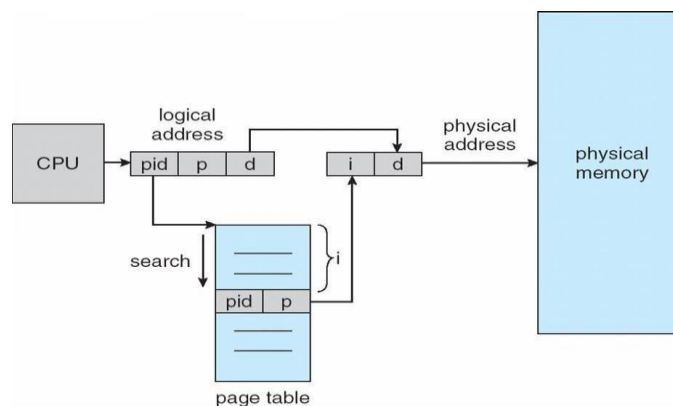 logical
address
physical
address
CPU
pid p d
i d
physical
memory
search
i
pid p
page table